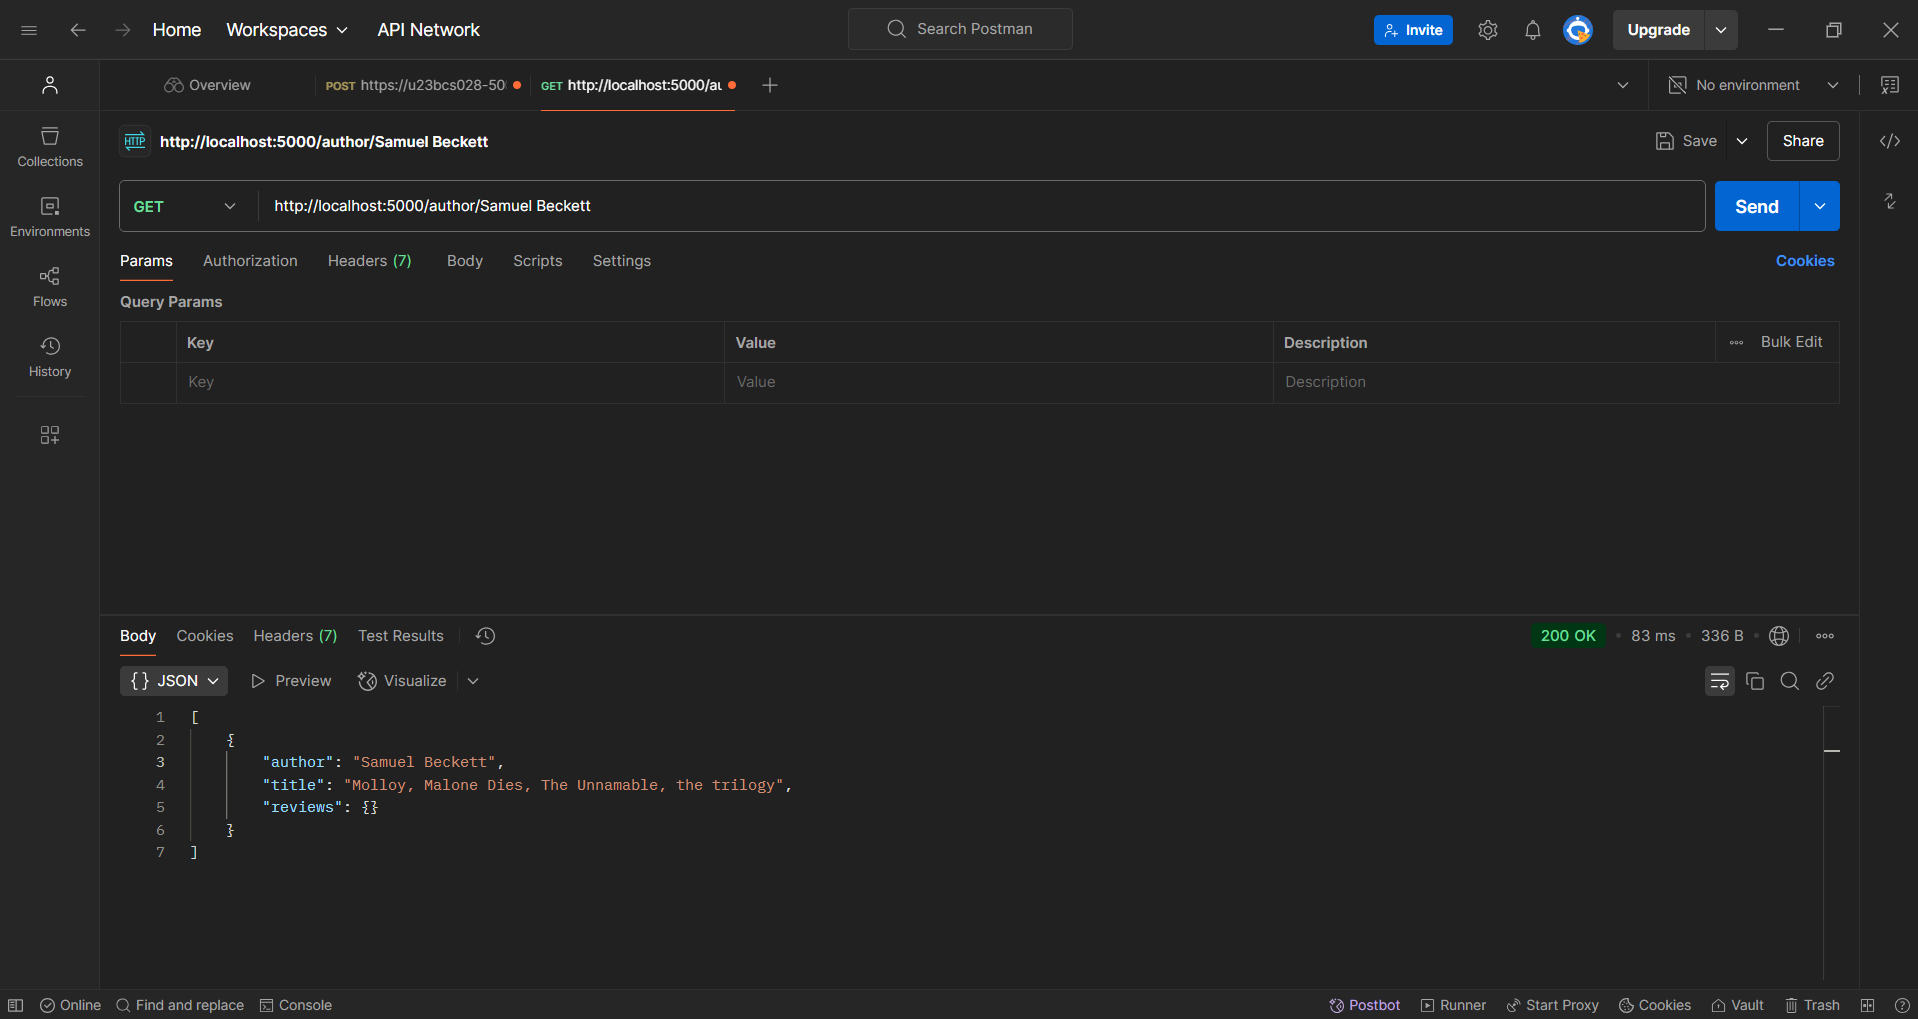 Home Workspaces API Network Search Postman Invite Upgrade
Overview POST https://u23bcs028-50 GET http://localhost:5000/au No environment
HTTP http://localhost:5000/author/Samuel Beckett Save Share
Collections
Environments
Flows
History
GET http://localhost:5000/author/Samuel Beckett Send
Params Authorization Headers (7) Body Scripts Settings Cookies
Query Params
Key Value Description Bulk Edit
Key Value Description
Body Cookies Headers (7) Test Results 200 OK • 83 ms • 336 B •
{} JSON Preview Visualize
1 [
2 {
3 "author": "Samuel Beckett",
4 "title": "Molloy, Malone Dies, The Unnamable, the trilogy",
5 "reviews": {}
6 }
7 ]
Online Find and replace Console Postbot Runner Start Proxy Cookies Vault Trash